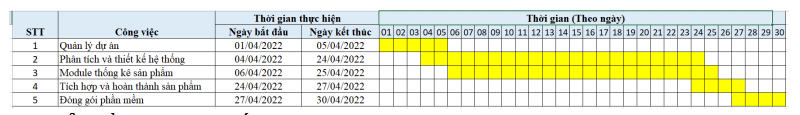 Thời gian thực hiện Thời gian (Theo ngày)
STT Công việc Ngày bắt đầu Ngày kết thúc 01 02 03 04 05 06 07 08 09 10 11 12 13 14 15 16 17 18 19 20 21 22 23 24 25 26 27 28 29 30
1 Quản lý dự án 01/04/2022 05/04/2022
2 Phân tích và thiết kế hệ thống 04/04/2022 24/04/2022
3 Module thống kê sản phẩm 06/04/2022 25/04/2022
4 Tích hợp và hoàn thành sản phẩm 24/04/2022 27/04/2022
5 Đóng gói phần mềm 27/04/2022 30/04/2022